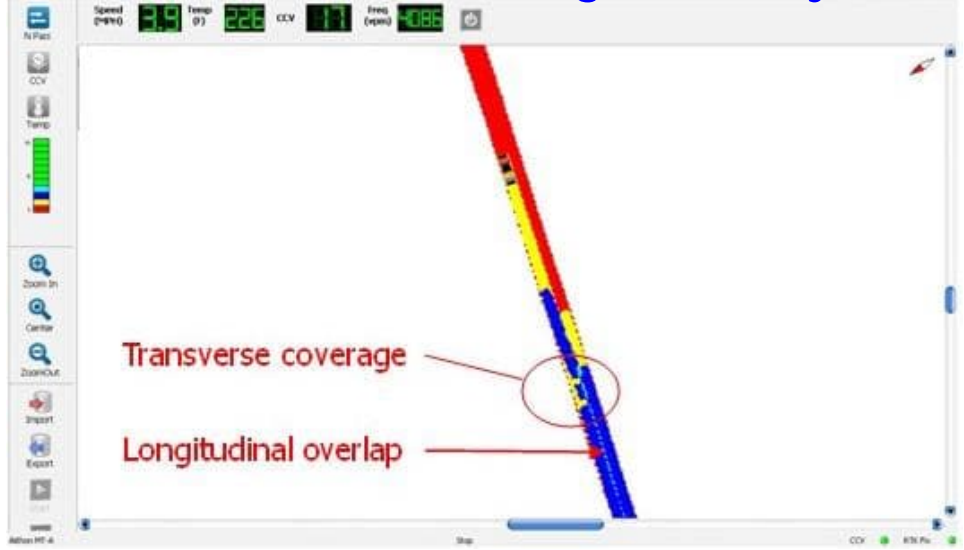 Speed (MPH) 3.9 Temp (F) 226 CCV 17 Freq (vpm) 4086
N Pass
CCV
Temp
Zoom In
Center
ZoomOut
Import
Export
Transverse coverage
Longitudinal overlap
Stop
CCV
RTK Fix